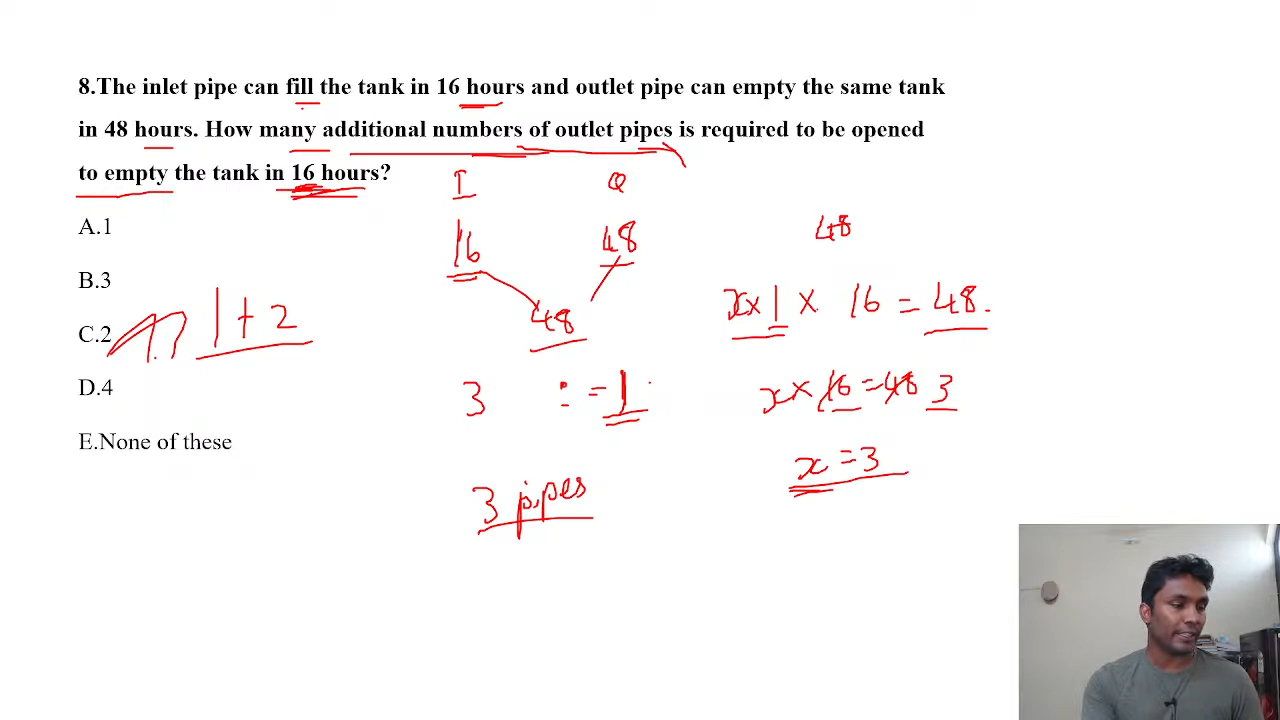 8.The inlet pipe can fill the tank in 16 hours and outlet pipe can empty the same tank
in 48 hours. How many additional numbers of outlet pipes is required to be opened
to empty the tank in 16 hours?
I O
A.1
16 48
48
B.3
1 + 2
48
x × 1 × 16 = 48.
C.2
D.4
3 : = 1
x × 16 = 48 3
E.None of these
x = 3
3 pipes